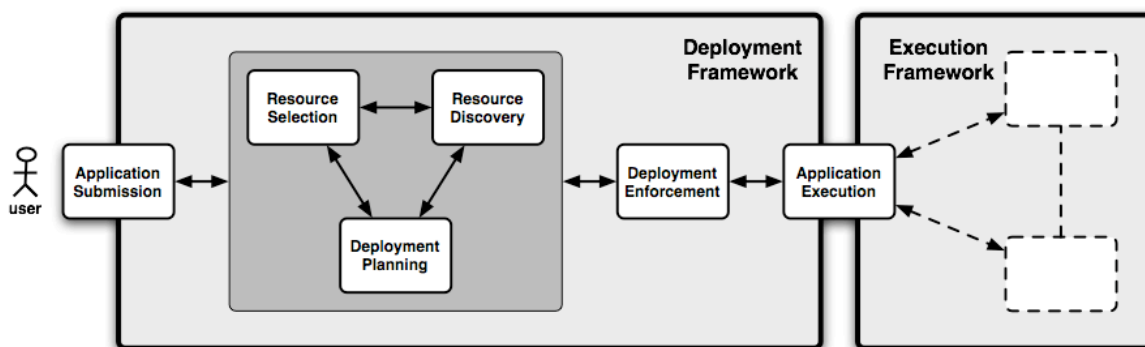 Deployment
Framework
Execution
Framework
Resource
Selection
Resource
Discovery
user
Application
Submission
Deployment
Enforcement
Application
Execution
Deployment
Planning